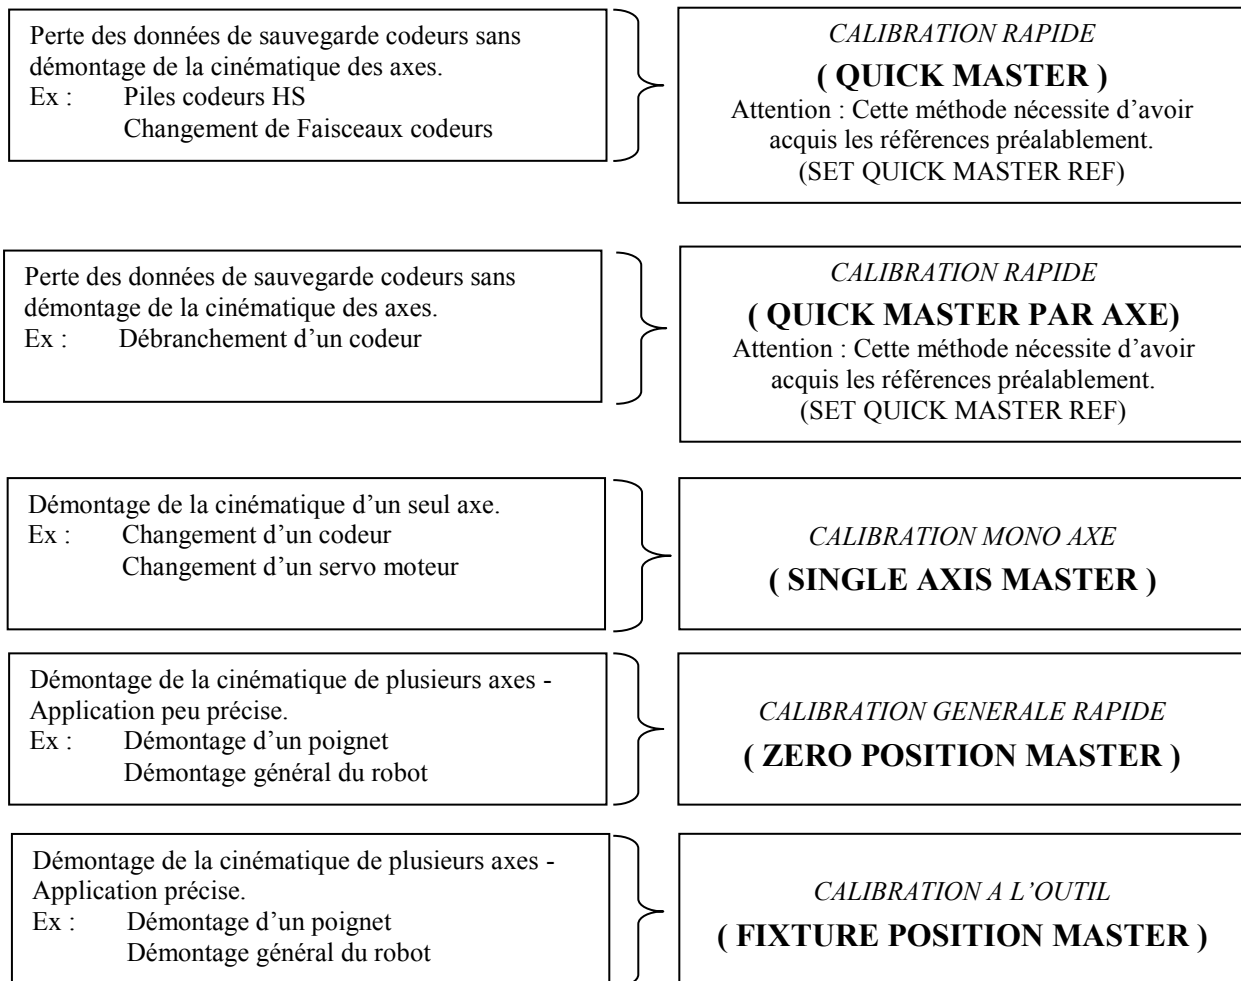 Perte des données de sauvegarde codeurs sans
démontage de la cinématique des axes.
Ex : Piles codeurs HS
Changement de Faisceaux codeurs
CALIBRATION RAPIDE
( QUICK MASTER )
Attention : Cette méthode nécessite d'avoir
acquis les références préalablement.
(SET QUICK MASTER REF)
Perte des données de sauvegarde codeurs sans
démontage de la cinématique des axes.
Ex : Débranchement d'un codeur
CALIBRATION RAPIDE
( QUICK MASTER PAR AXE)
Attention : Cette méthode nécessite d'avoir
acquis les références préalablement.
(SET QUICK MASTER REF)
Démontage de la cinématique d'un seul axe.
Ex : Changement d'un codeur
Changement d'un servo moteur
CALIBRATION MONO AXE
( SINGLE AXIS MASTER )
Démontage de la cinématique de plusieurs axes -
Application peu précise.
Ex : Démontage d'un poignet
Démontage général du robot
CALIBRATION GENERALE RAPIDE
( ZERO POSITION MASTER )
Démontage de la cinématique de plusieurs axes -
Application précise.
Ex : Démontage d'un poignet
Démontage général du robot
CALIBRATION A L'OUTIL
( FIXTURE POSITION MASTER )